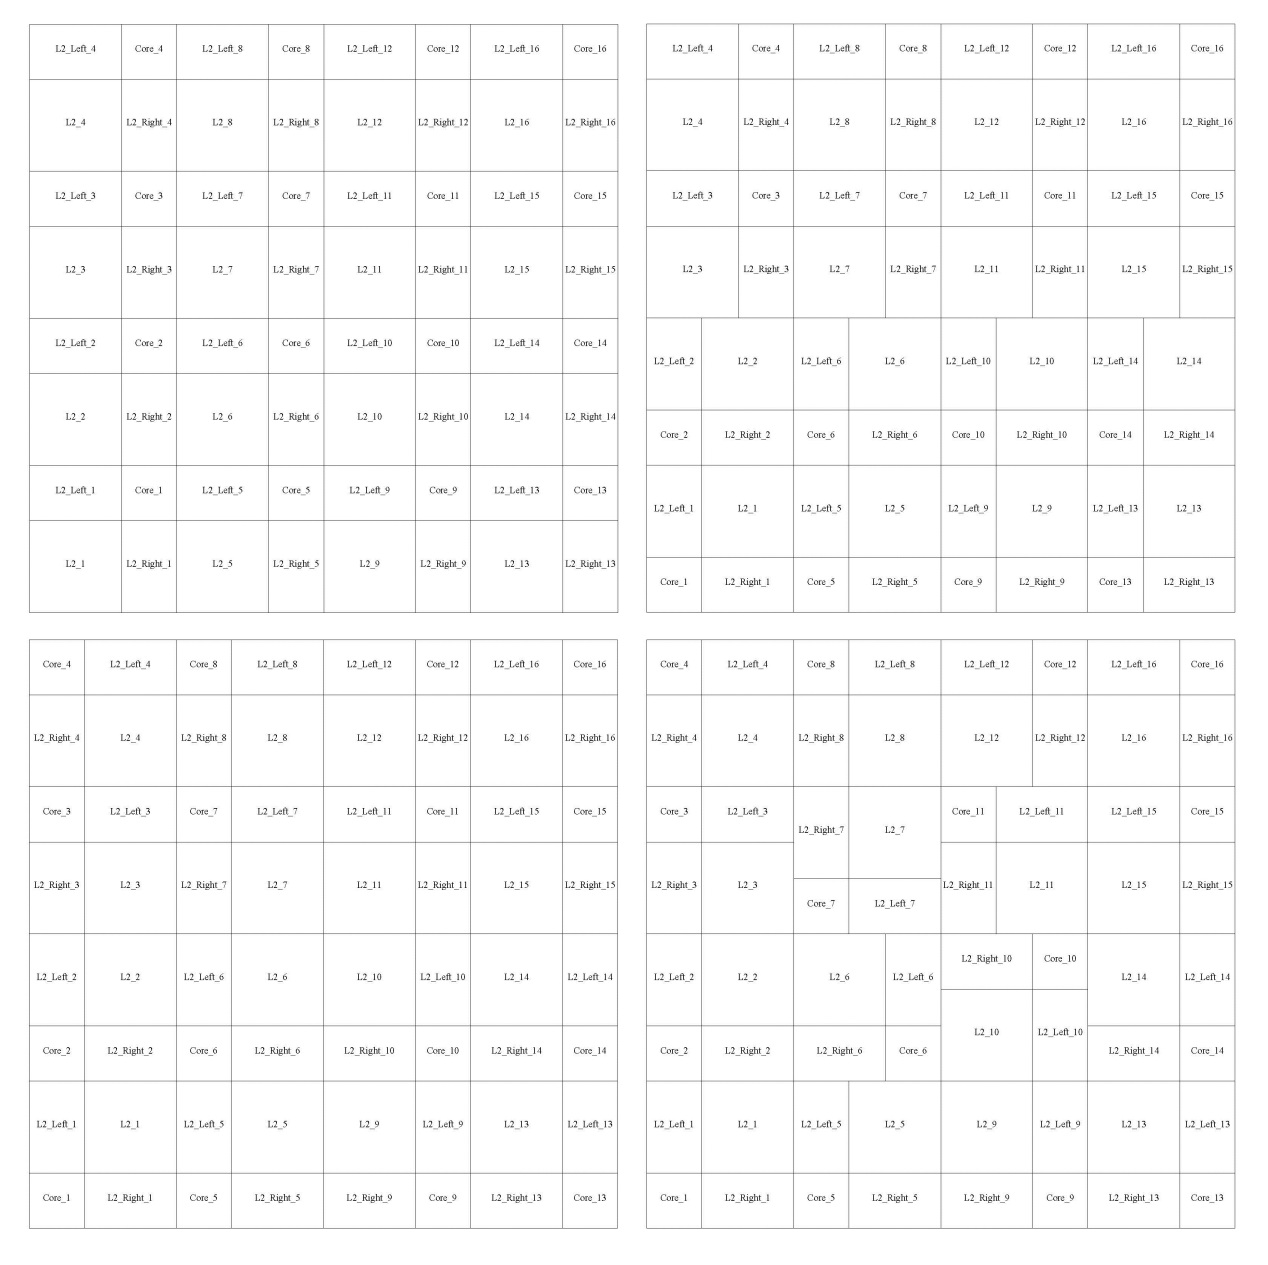 L2_Left_4 Core_4 L2_Left_8 Core_8 L2_Left_12 Core_12 L2_Left_16 Core_16
L2_4 L2_Right_4 L2_8 L2_Right_8 L2_12 L2_Right_12 L2_16 L2_Right_16
L2_Left_3 Core_3 L2_Left_7 Core_7 L2_Left_11 Core_11 L2_Left_15 Core_15
L2_3 L2_Right_3 L2_7 L2_Right_7 L2_11 L2_Right_11 L2_15 L2_Right_15
L2_Left_2 Core_2 L2_Left_6 Core_6 L2_Left_10 Core_10 L2_Left_14 Core_14
L2_2 L2_Right_2 L2_6 L2_Right_6 L2_10 L2_Right_10 L2_14 L2_Right_14
L2_Left_1 Core_1 L2_Left_5 Core_5 L2_Left_9 Core_9 L2_Left_13 Core_13
L2_1 L2_Right_1 L2_5 L2_Right_5 L2_9 L2_Right_9 L2_13 L2_Right_13
L2_Left_4 Core_4 L2_Left_8 Core_8 L2_Left_12 Core_12 L2_Left_16 Core_16
L2_4 L2_Right_4 L2_8 L2_Right_8 L2_12 L2_Right_12 L2_16 L2_Right_16
L2_Left_3 Core_3 L2_Left_7 Core_7 L2_Left_11 Core_11 L2_Left_15 Core_15
L2_3 L2_Right_3 L2_7 L2_Right_7 L2_11 L2_Right_11 L2_15 L2_Right_15
L2_Left_2 L2_2 L2_Left_6 L2_6 L2_Left_10 L2_10 L2_Left_14 L2_14
Core_2 L2_Right_2 Core_6 L2_Right_6 Core_10 L2_Right_10 Core_14 L2_Right_14
L2_Left_1 L2_1 L2_Left_5 L2_5 L2_Left_9 L2_9 L2_Left_13 L2_13
Core_1 L2_Right_1 Core_5 L2_Right_5 Core_9 L2_Right_9 Core_13 L2_Right_13
Core_4 L2_Left_4 Core_8 L2_Left_8 L2_Left_12 Core_12 L2_Left_16 Core_16
L2_Right_4 L2_4 L2_Right_8 L2_8 L2_12 L2_Right_12 L2_16 L2_Right_16
Core_3 L2_Left_3 Core_7 L2_Left_7 L2_Left_11 Core_11 L2_Left_15 Core_15
L2_Right_3 L2_3 L2_Right_7 L2_7 L2_11 L2_Right_11 L2_15 L2_Right_15
L2_Left_2 L2_2 L2_Left_6 L2_6 L2_10 L2_Left_10 L2_14 L2_Left_14
Core_2 L2_Right_2 Core_6 L2_Right_6 L2_Right_10 Core_10 L2_Right_14 Core_14
L2_Left_1 L2_1 L2_Left_5 L2_5 L2_9 L2_Left_9 L2_13 L2_Left_13
Core_1 L2_Right_1 Core_5 L2_Right_5 L2_Right_9 Core_9 L2_Right_13 Core_13
Core_4 L2_Left_4 Core_8 L2_Left_8 L2_Left_12 Core_12 L2_Left_16 Core_16
L2_Right_4 L2_4 L2_Right_8 L2_8 L2_12 L2_Right_12 L2_16 L2_Right_16
Core_3 L2_Left_3 Core_11 L2_Left_11 L2_Left_15 Core_15
L2_Right_7 L2_7
L2_Right_3 L2_3 L2_Right_11 L2_11 L2_15 L2_Right_15
Core_7 L2_Left_7
L2_Right_10 Core_10
L2_Left_2 L2_2 L2_6 L2_Left_6 L2_14 L2_Left_14
L2_10 L2_Left_10
Core_2 L2_Right_2 L2_Right_6 Core_6 L2_Right_14 Core_14
L2_Left_1 L2_1 L2_Left_5 L2_5 L2_9 L2_Left_9 L2_13 L2_Left_13
Core_1 L2_Right_1 Core_5 L2_Right_5 L2_Right_9 Core_9 L2_Right_13 Core_13